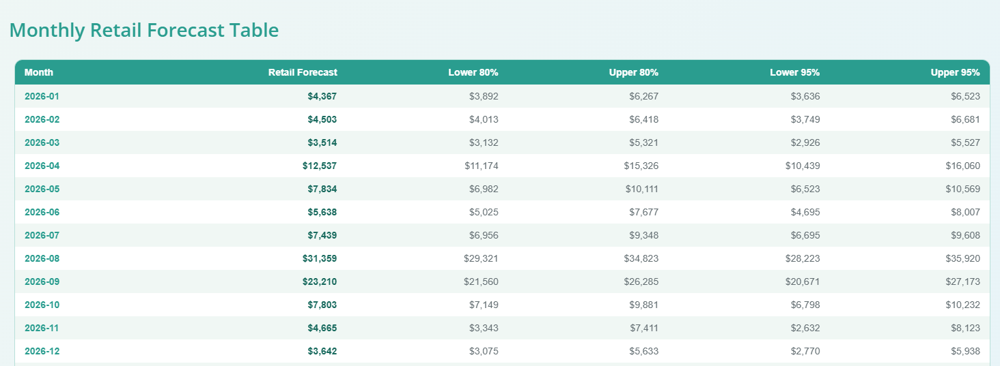 Monthly Retail Forecast Table
Month Retail Forecast Lower 80% Upper 80% Lower 95% Upper 95%
2026-01 $4,367 $3,892 $6,267 $3,636 $6,523
2026-02 $4,503 $4,013 $6,418 $3,749 $6,681
2026-03 $3,514 $3,132 $5,321 $2,926 $5,527
2026-04 $12,537 $11,174 $15,326 $10,439 $16,060
2026-05 $7,834 $6,982 $10,111 $6,523 $10,569
2026-06 $5,638 $5,025 $7,677 $4,695 $8,007
2026-07 $7,439 $6,956 $9,348 $6,695 $9,608
2026-08 $31,359 $29,321 $34,823 $28,223 $35,920
2026-09 $23,210 $21,560 $26,285 $20,671 $27,173
2026-10 $7,803 $7,149 $9,881 $6,798 $10,232
2026-11 $4,665 $3,343 $7,411 $2,632 $8,123
2026-12 $3,642 $3,075 $5,633 $2,770 $5,938